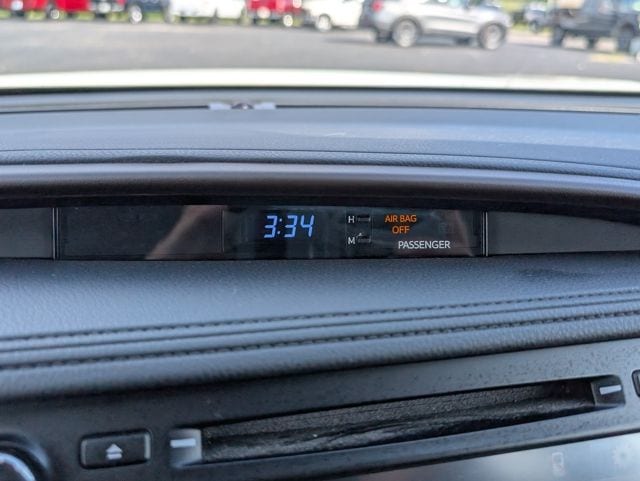 3:34
H
M
AIR BAG
OFF
PASSENGER